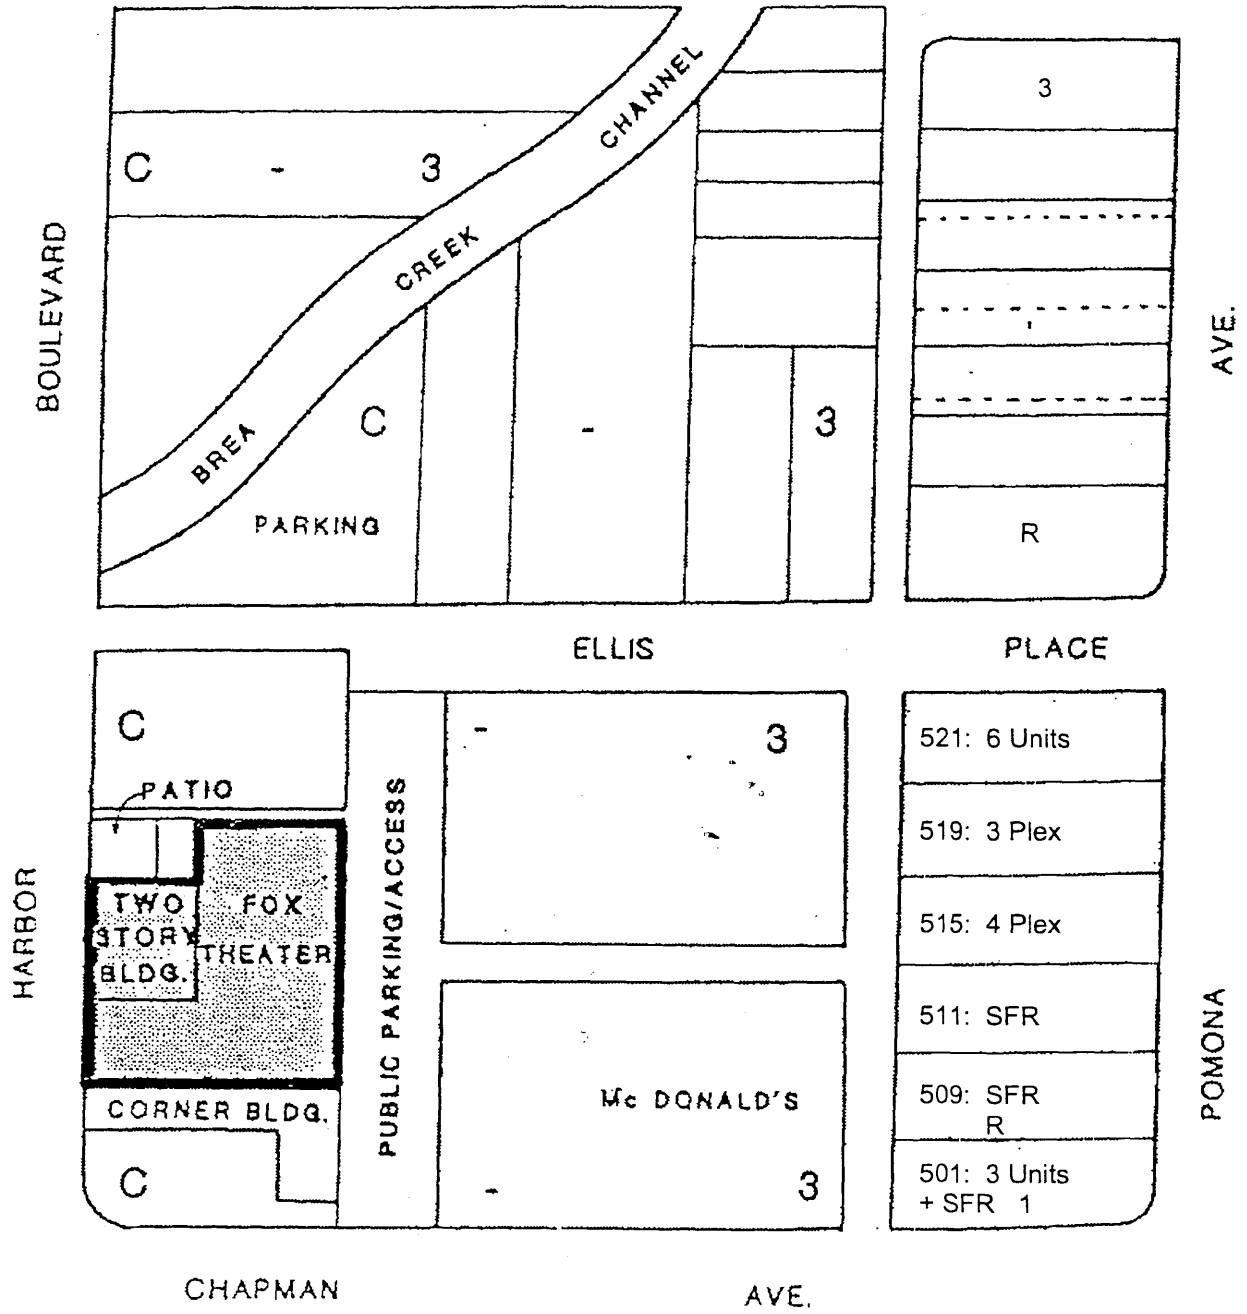 CHANNEL
3
C - 3
CREEK
BOULEVARD
AVE.
BREA
C - 3
PARKING
R
ELLIS PLACE
C - 3
PATIO
521: 6 Units
519: 3 Plex
515: 4 Plex
511: SFR
509: SFR
R
501: 3 Units
+ SFR 1
HARBOR
TWO
STORY
BLDG.
FOX
THEATER
PUBLIC PARKING/ACCESS
Mc DONALD'S
POMONA
CORNER BLDG.
C - 3
CHAPMAN AVE.